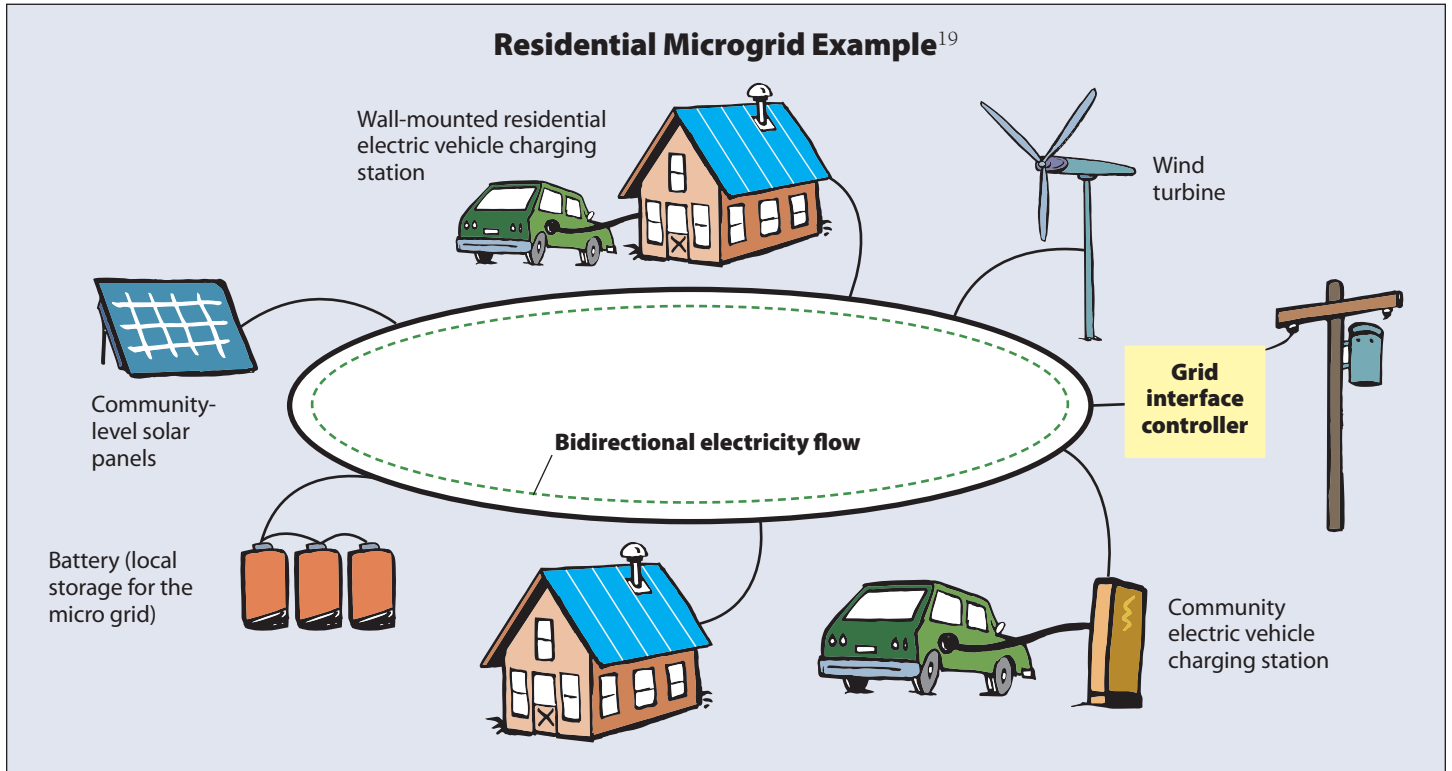 Residential Microgrid Example19
Wall-mounted residential
electric vehicle charging
station
Wind
turbine
Grid
interface
controller
Community-
level solar
panels
Bidirectional electricity flow
Battery (local
storage for the
micro grid)
Community
electric vehicle
charging station